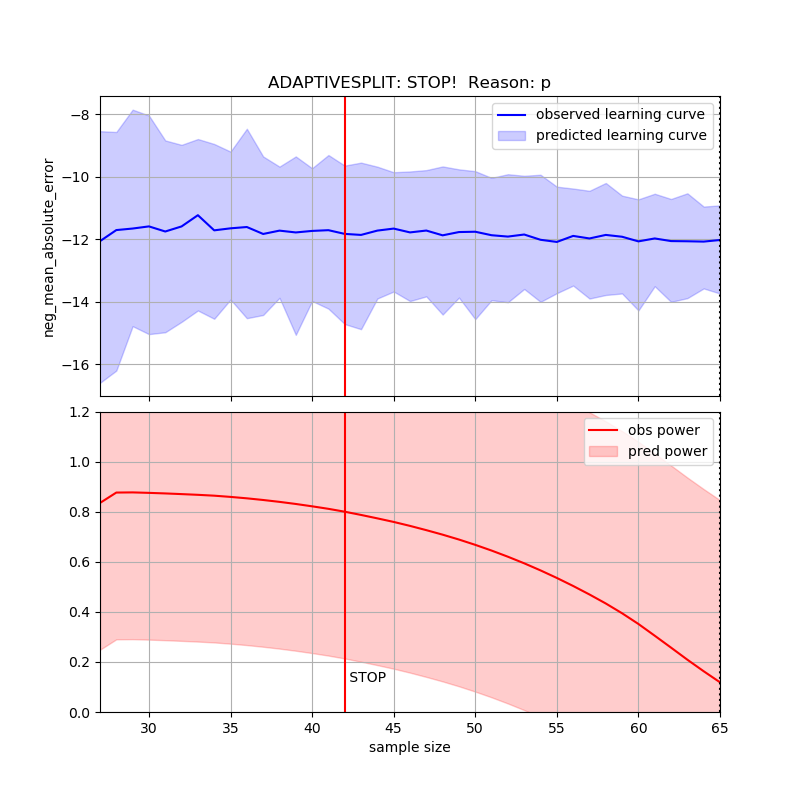 ADAPTIVESPLIT: STOP!  Reason: p
observed learning curve
predicted learning curve
neg_mean_absolute_error
−8
−10
−12
−14
−16
obs power
pred power
1.2
1.0
0.8
0.6
0.4
0.2
0.0
STOP
30 35 40 45 50 55 60 65
sample size